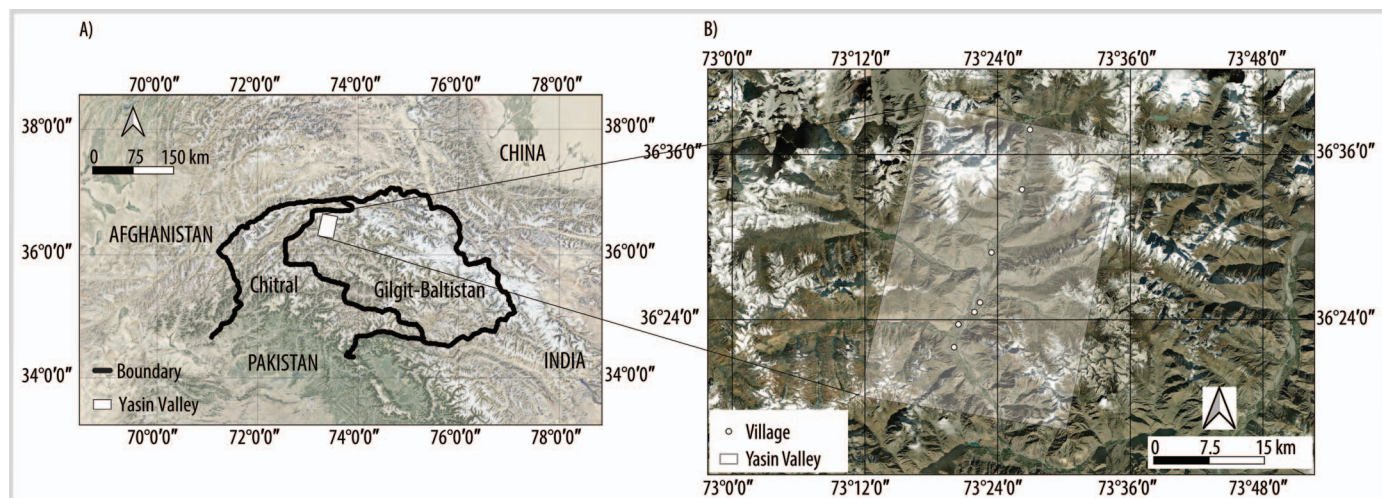 A)
70°0′0″ 72°0′0″ 74°0′0″ 76°0′0″ 78°0′0″
38°0′0″ 38°0′0″
0 75 150 km
CHINA
AFGHANISTAN
36°0′0″ 36°0′0″
Chitral
Gilgit-Baltistan
PAKISTAN
INDIA
Boundary
34°0′0″ 34°0′0″
Yasin Valley
70°0′0″ 72°0′0″ 74°0′0″ 76°0′0″ 78°0′0″
B)
73°0′0″ 73°12′0″ 73°24′0″ 73°36′0″ 73°48′0″
36°36′0″ 36°36′0″
36°24′0″ 36°24′0″
Village
Yasin Valley
0 7.5 15 km
73°0′0″ 73°12′0″ 73°24′0″ 73°36′0″ 73°48′0″